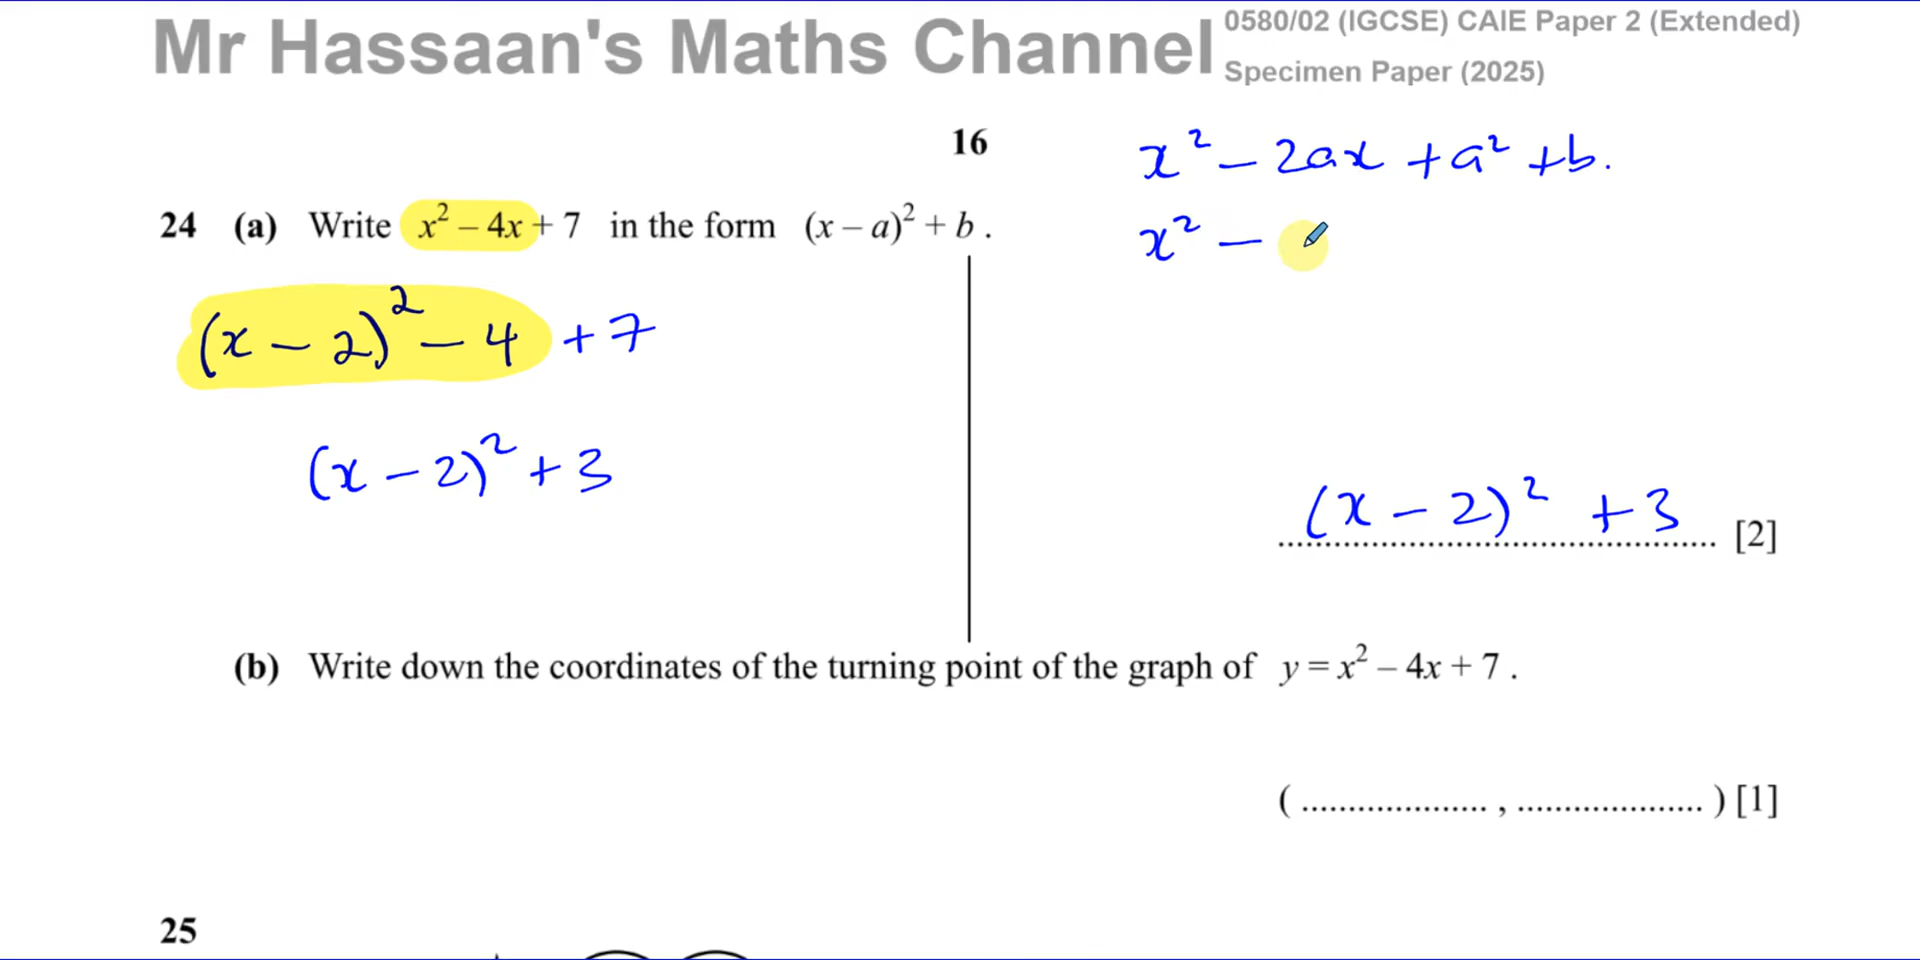 Mr Hassaan's Maths Channel
0580/02 (IGCSE) CAIE Paper 2 (Extended)
Specimen Paper (2025)
16
x² − 2ax + a² + b.
24 (a) Write x² − 4x + 7 in the form (x − a)² + b .
x² −
(x − 2)² − 4 + 7
(x − 2)² + 3
(x − 2)² + 3 [2]
(b) Write down the coordinates of the turning point of the graph of y = x² − 4x + 7 .
( .................... , .................... ) [1]
25